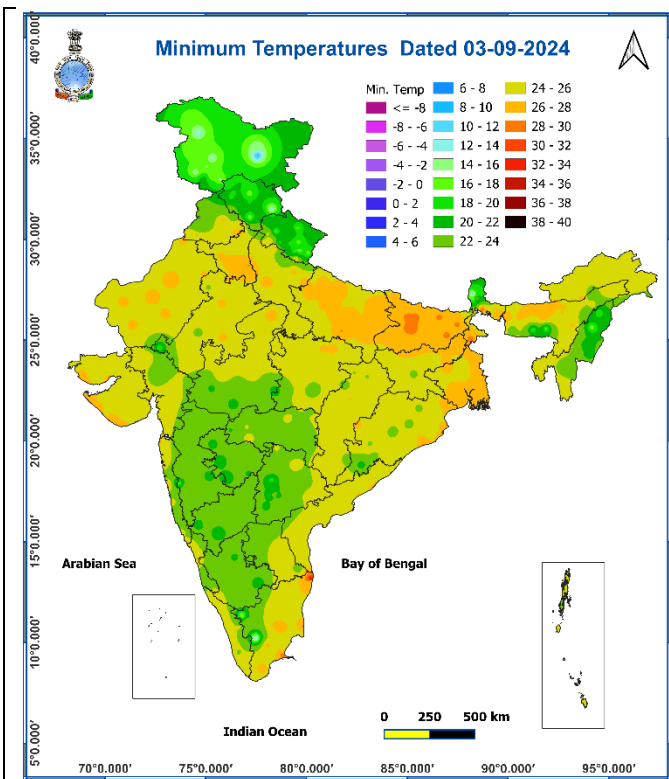 Minimum Temperatures Dated 03-09-2024
Min. Temp
<= -8
-8 - -6
-6 - -4
-4 - -2
-2 - 0
0 - 2
2 - 4
4 - 6
6 - 8
8 - 10
10 - 12
12 - 14
14 - 16
16 - 18
18 - 20
20 - 22
22 - 24
24 - 26
26 - 28
28 - 30
30 - 32
32 - 34
34 - 36
36 - 38
38 - 40
40°0.000'
35°0.000'
30°0.000'
25°0.000'
20°0.000'
15°0.000'
10°0.000'
5°0.000'
Arabian Sea
Bay of Bengal
Indian Ocean
0 250 500 km
70°0.000' 75°0.000' 80°0.000' 85°0.000' 90°0.000' 95°0.000'